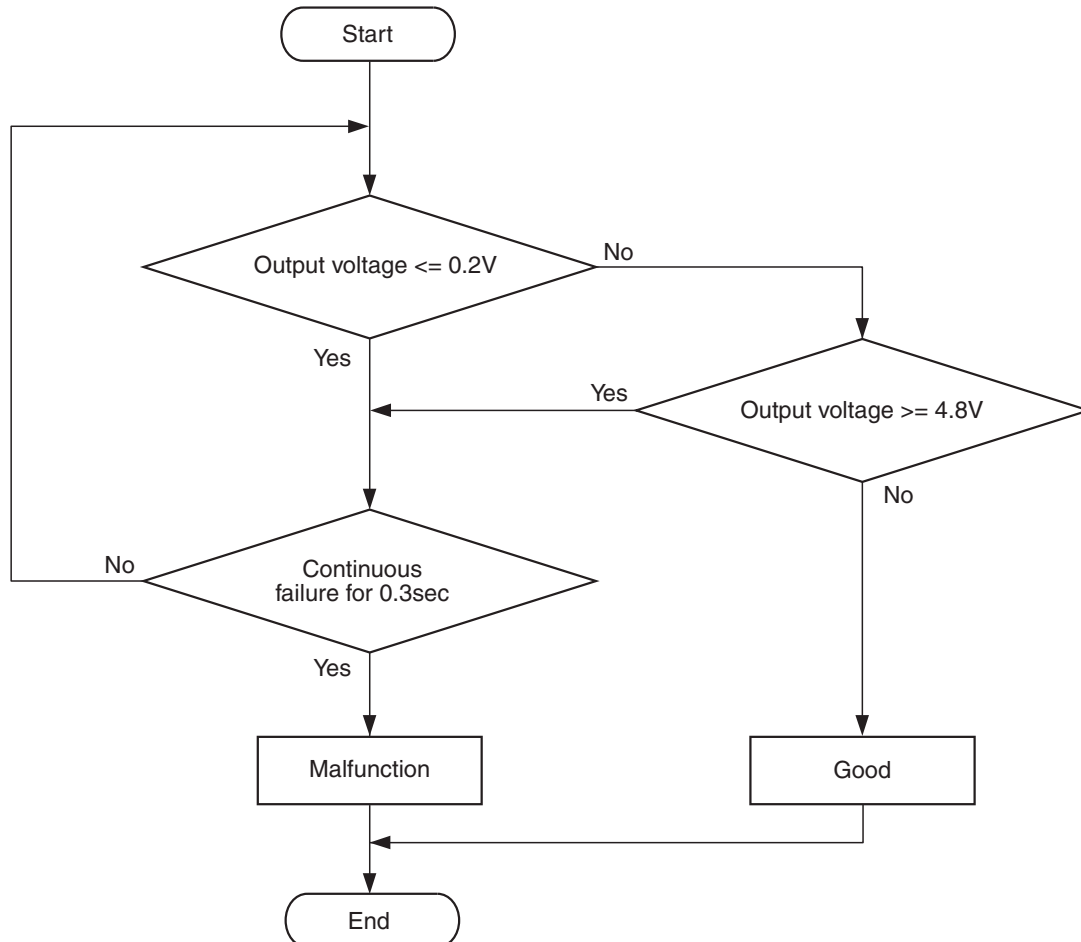 Start
Output voltage <= 0.2V
No
Yes
Yes
Output voltage >= 4.8V
No
No
Continuous
failure for 0.3sec
Yes
Malfunction
Good
End